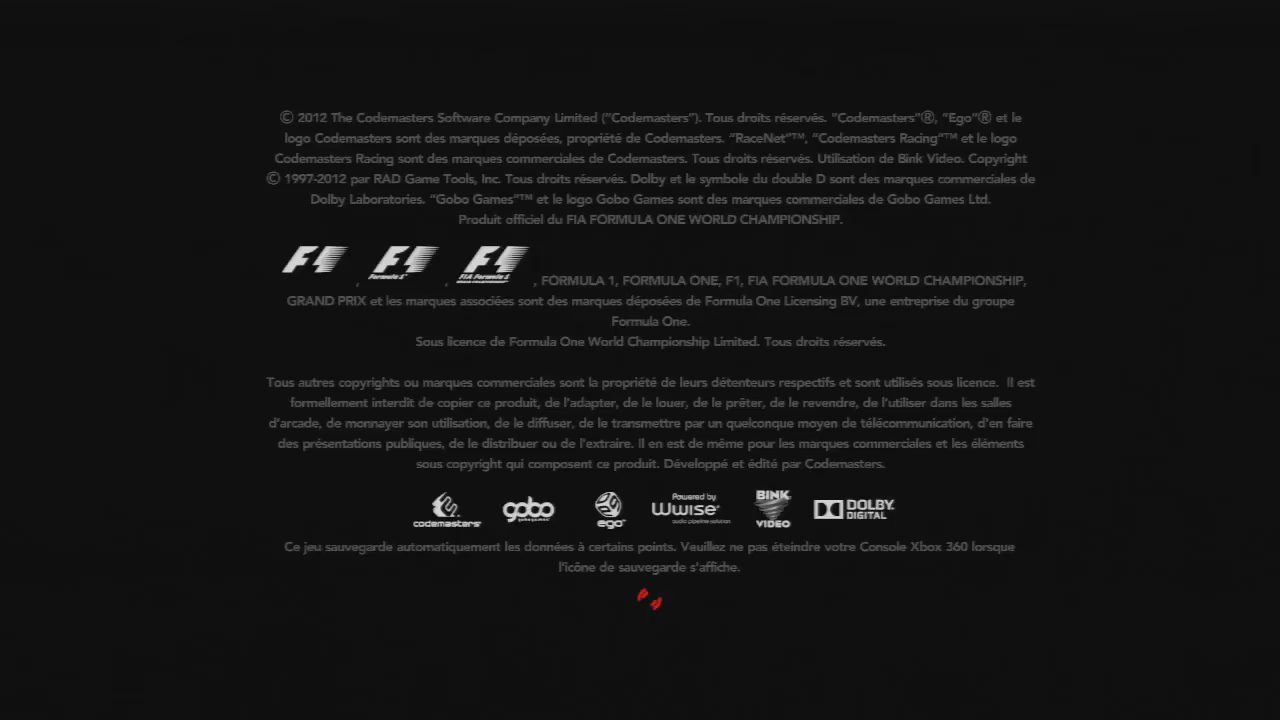 © 2012 The Codemasters Software Company Limited ("Codemasters"). Tous droits réservés. "Codemasters"®, "Ego"® et le
logo Codemasters sont des marques déposées, propriété de Codemasters. "RaceNet"™, "Codemasters Racing"™ et le logo
Codemasters Racing sont des marques commerciales de Codemasters. Tous droits réservés. Utilisation de Bink Video. Copyright
© 1997-2012 par RAD Game Tools, Inc. Tous droits réservés. Dolby et le symbole du double D sont des marques commerciales de
Dolby Laboratories. "Gobo Games"™ et le logo Gobo Games sont des marques commerciales de Gobo Games Ltd.
Produit officiel du FIA FORMULA ONE WORLD CHAMPIONSHIP.
F1 , F1 Formula 1 , F1 FIA Formula 1 , FORMULA 1, FORMULA ONE, F1, FIA FORMULA ONE WORLD CHAMPIONSHIP,
GRAND PRIX et les marques associées sont des marques déposées de Formula One Licensing BV, une entreprise du groupe
Formula One.
Sous licence de Formula One World Championship Limited. Tous droits réservés.
Tous autres copyrights ou marques commerciales sont la propriété de leurs détenteurs respectifs et sont utilisés sous licence.  Il est
formellement interdit de copier ce produit, de l'adapter, de le louer, de le prêter, de le revendre, de l'utiliser dans les salles
d'arcade, de monnayer son utilisation, de le diffuser, de le transmettre par un quelconque moyen de télécommunication, d'en faire
des présentations publiques, de le distribuer ou de l'extraire. Il en est de même pour les marques commerciales et les éléments
sous copyright qui composent ce produit. Développé et édité par Codemasters.
codemasters® gobo gobogames ego™ Powered by Wwise® audio pipeline solution BINK VIDEO DOLBY DIGITAL
Ce jeu sauvegarde automatiquement les données à certains points. Veuillez ne pas éteindre votre Console Xbox 360 lorsque
l'icône de sauvegarde s'affiche.